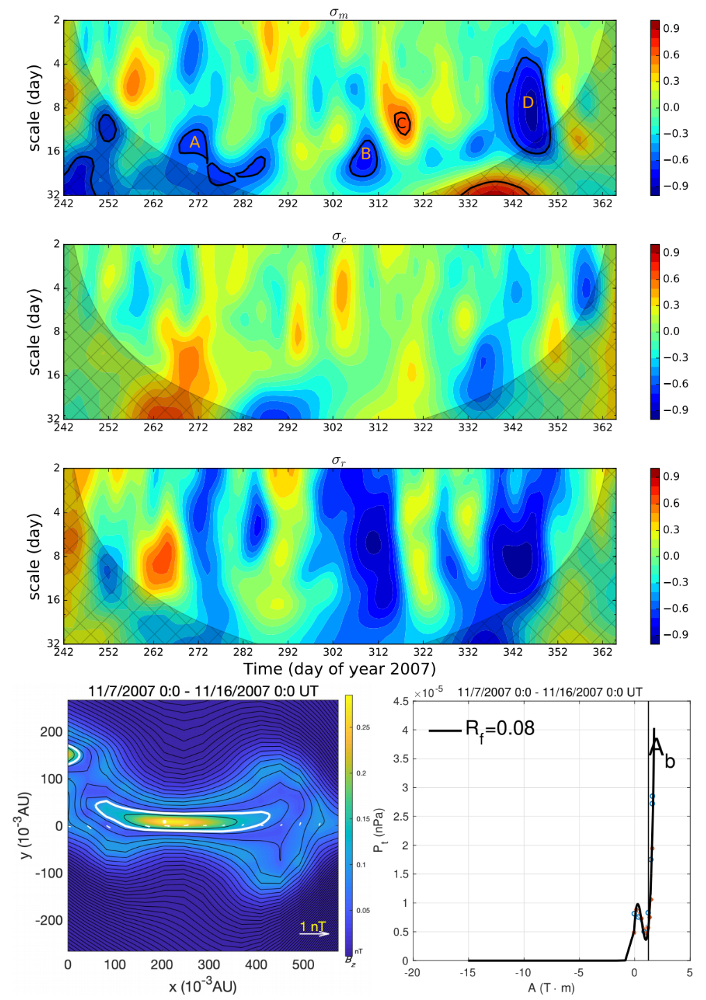 σm
2
4
8
16
32
scale (day)
A
B
C
D
242 252 262 272 282 292 302 312 322 332 342 352 362
0.9
0.6
0.3
0.0
−0.3
−0.6
−0.9
σc
2
4
8
16
32
scale (day)
242 252 262 272 282 292 302 312 322 332 342 352 362
0.9
0.6
0.3
0.0
−0.3
−0.6
−0.9
σr
2
4
8
16
32
scale (day)
242 252 262 272 282 292 302 312 322 332 342 352 362
0.9
0.6
0.3
0.0
−0.3
−0.6
−0.9
Time (day of year 2007)
11/7/2007 0:0 - 11/16/2007 0:0 UT
200
100
0
-100
-200
y (10-3AU)
1 nT
0 100 200 300 400 500
x (10-3AU)
0.25
0.2
0.15
0.1
0.05
nT
Bz
×10-5
11/7/2007 0:0 - 11/16/2007 0:0 UT
4.5
4
3.5
3
2.5
2
1.5
1
0.5
0
Pt (nPa)
Rf=0.08
Ab
-20 -15 -10 -5 0 5
A (T · m)